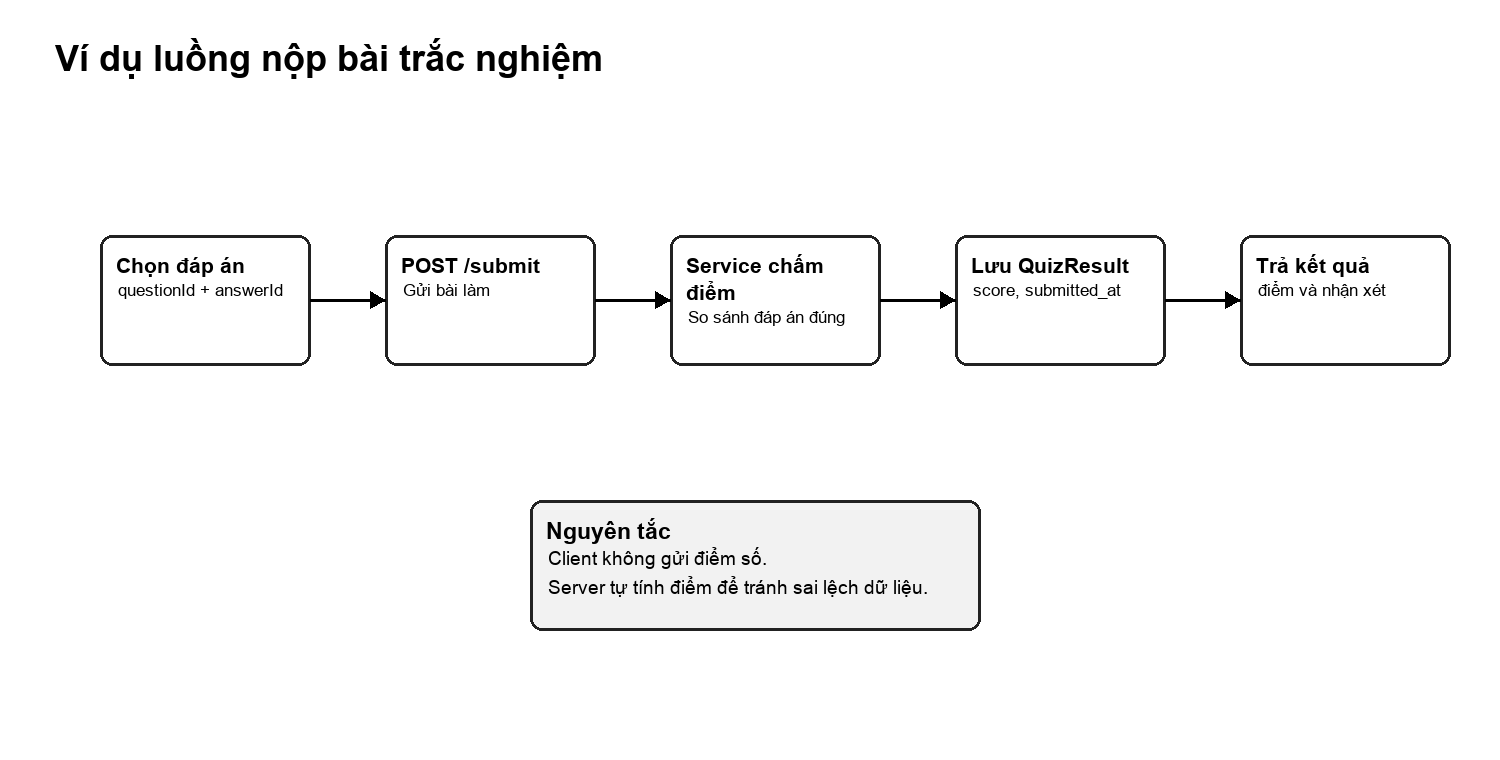 Ví dụ luồng nộp bài trắc nghiệm
Chọn đáp án
questionId + answerId
POST /submit
Gửi bài làm
Service chấm
điểm
So sánh đáp án đúng
Lưu QuizResult
score, submitted_at
Trả kết quả
điểm và nhận xét
Nguyên tắc
Client không gửi điểm số.
Server tự tính điểm để tránh sai lệch dữ liệu.